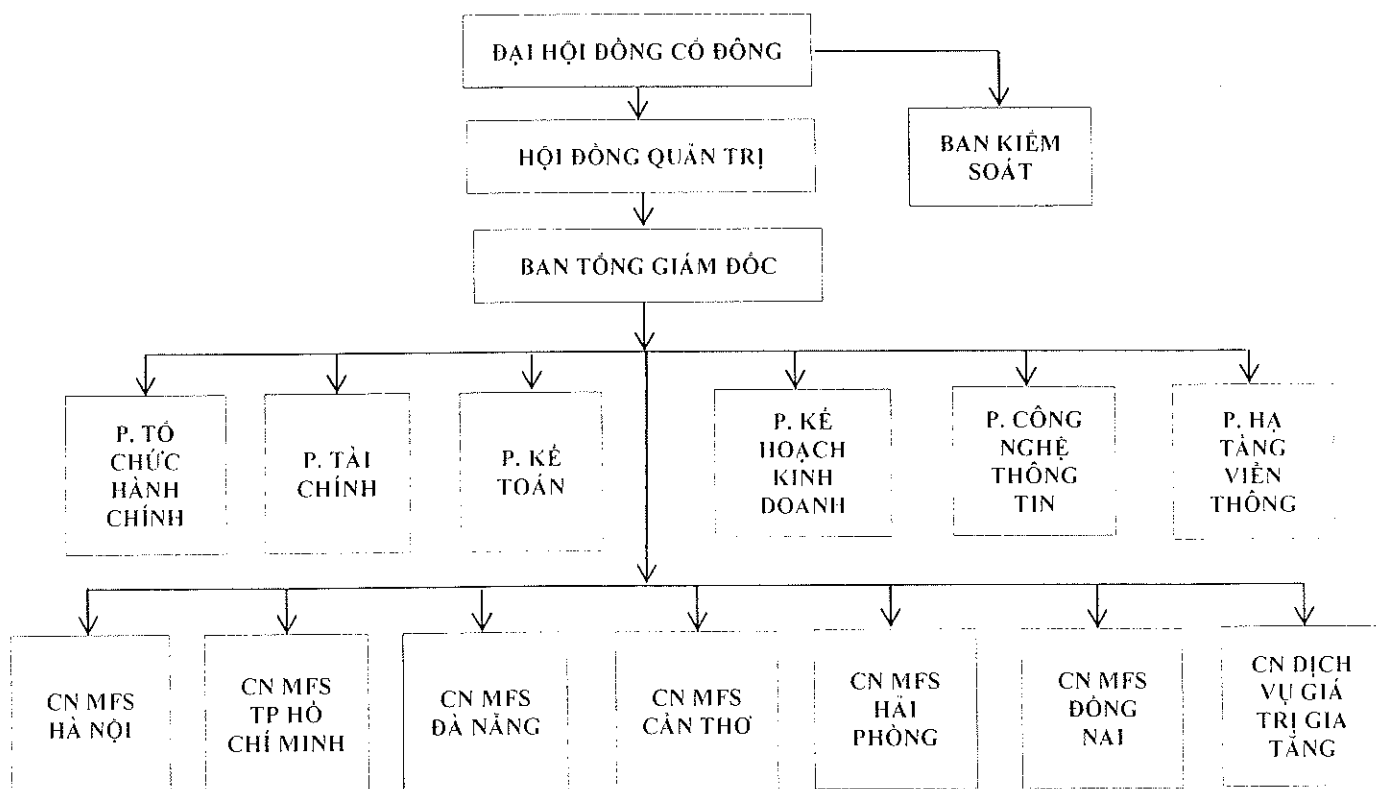 ĐẠI HỘI ĐỒNG CỔ ĐÔNG
BAN KIỂM
SOÁT
HỘI ĐỒNG QUẢN TRỊ
BAN TỔNG GIÁM ĐỐC
P. TỔ
CHỨC
HÀNH
CHÍNH
P. TÀI
CHÍNH
P. KẾ
TOÁN
P. KẾ
HOẠCH
KINH
DOANH
P. CÔNG
NGHỆ
THÔNG
TIN
P. HẠ
TẦNG
VIỄN
THÔNG
CN MFS
HÀ NỘI
CN MFS
TP HỒ
CHÍ MINH
CN MFS
ĐÀ NẴNG
CN MFS
CẦN THƠ
CN MFS
HẢI
PHÒNG
CN MFS
ĐỒNG
NAI
CN DỊCH
VỤ GIÁ
TRỊ GIA
TĂNG